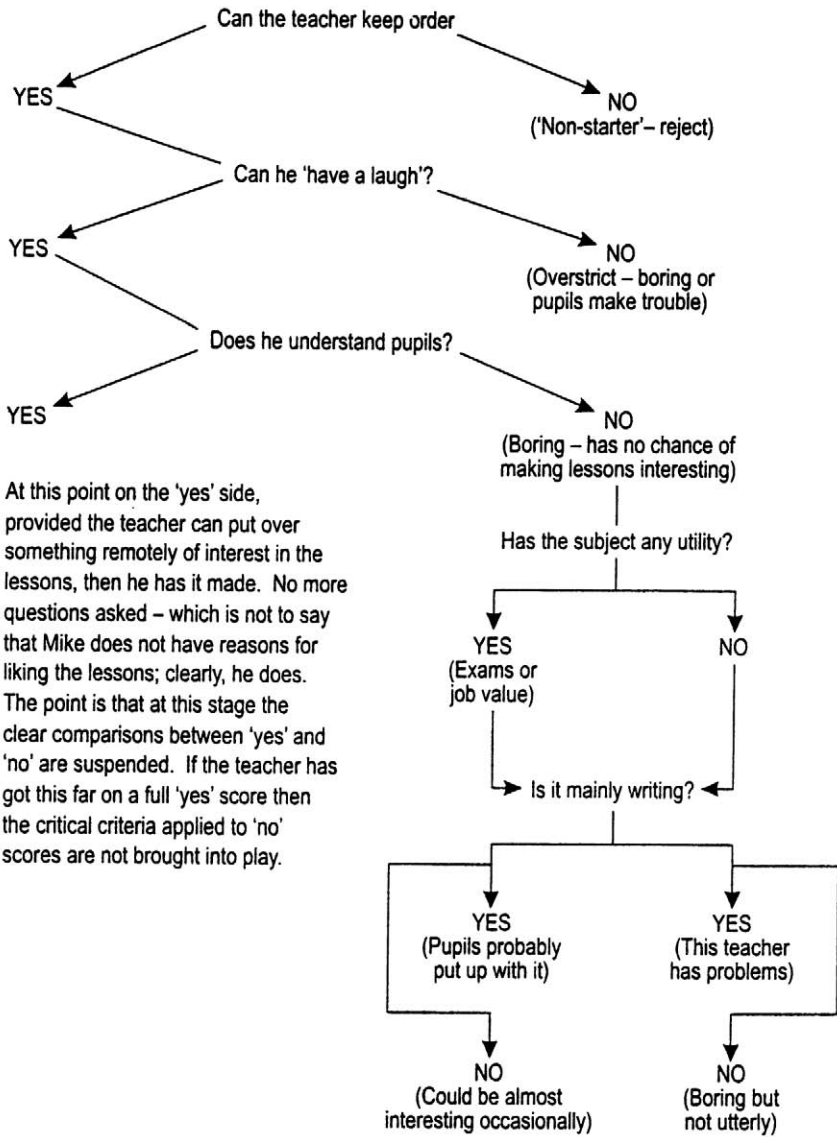 Can the teacher keep order
YES
NO
('Non-starter' – reject)
Can he 'have a laugh'?
YES
NO
(Overstrict – boring or
pupils make trouble)
Does he understand pupils?
YES
NO
(Boring – has no chance of
making lessons interesting)
At this point on the 'yes' side,
provided the teacher can put over
something remotely of interest in the
lessons, then he has it made. No more
questions asked – which is not to say
that Mike does not have reasons for
liking the lessons; clearly, he does.
The point is that at this stage the
clear comparisons between 'yes' and
'no' are suspended. If the teacher has
got this far on a full 'yes' score then
the critical criteria applied to 'no'
scores are not brought into play.
Has the subject any utility?
YES
(Exams or
job value)
NO
Is it mainly writing?
YES
(Pupils probably
put up with it)
YES
(This teacher
has problems)
NO
(Could be almost
interesting occasionally)
NO
(Boring but
not utterly)